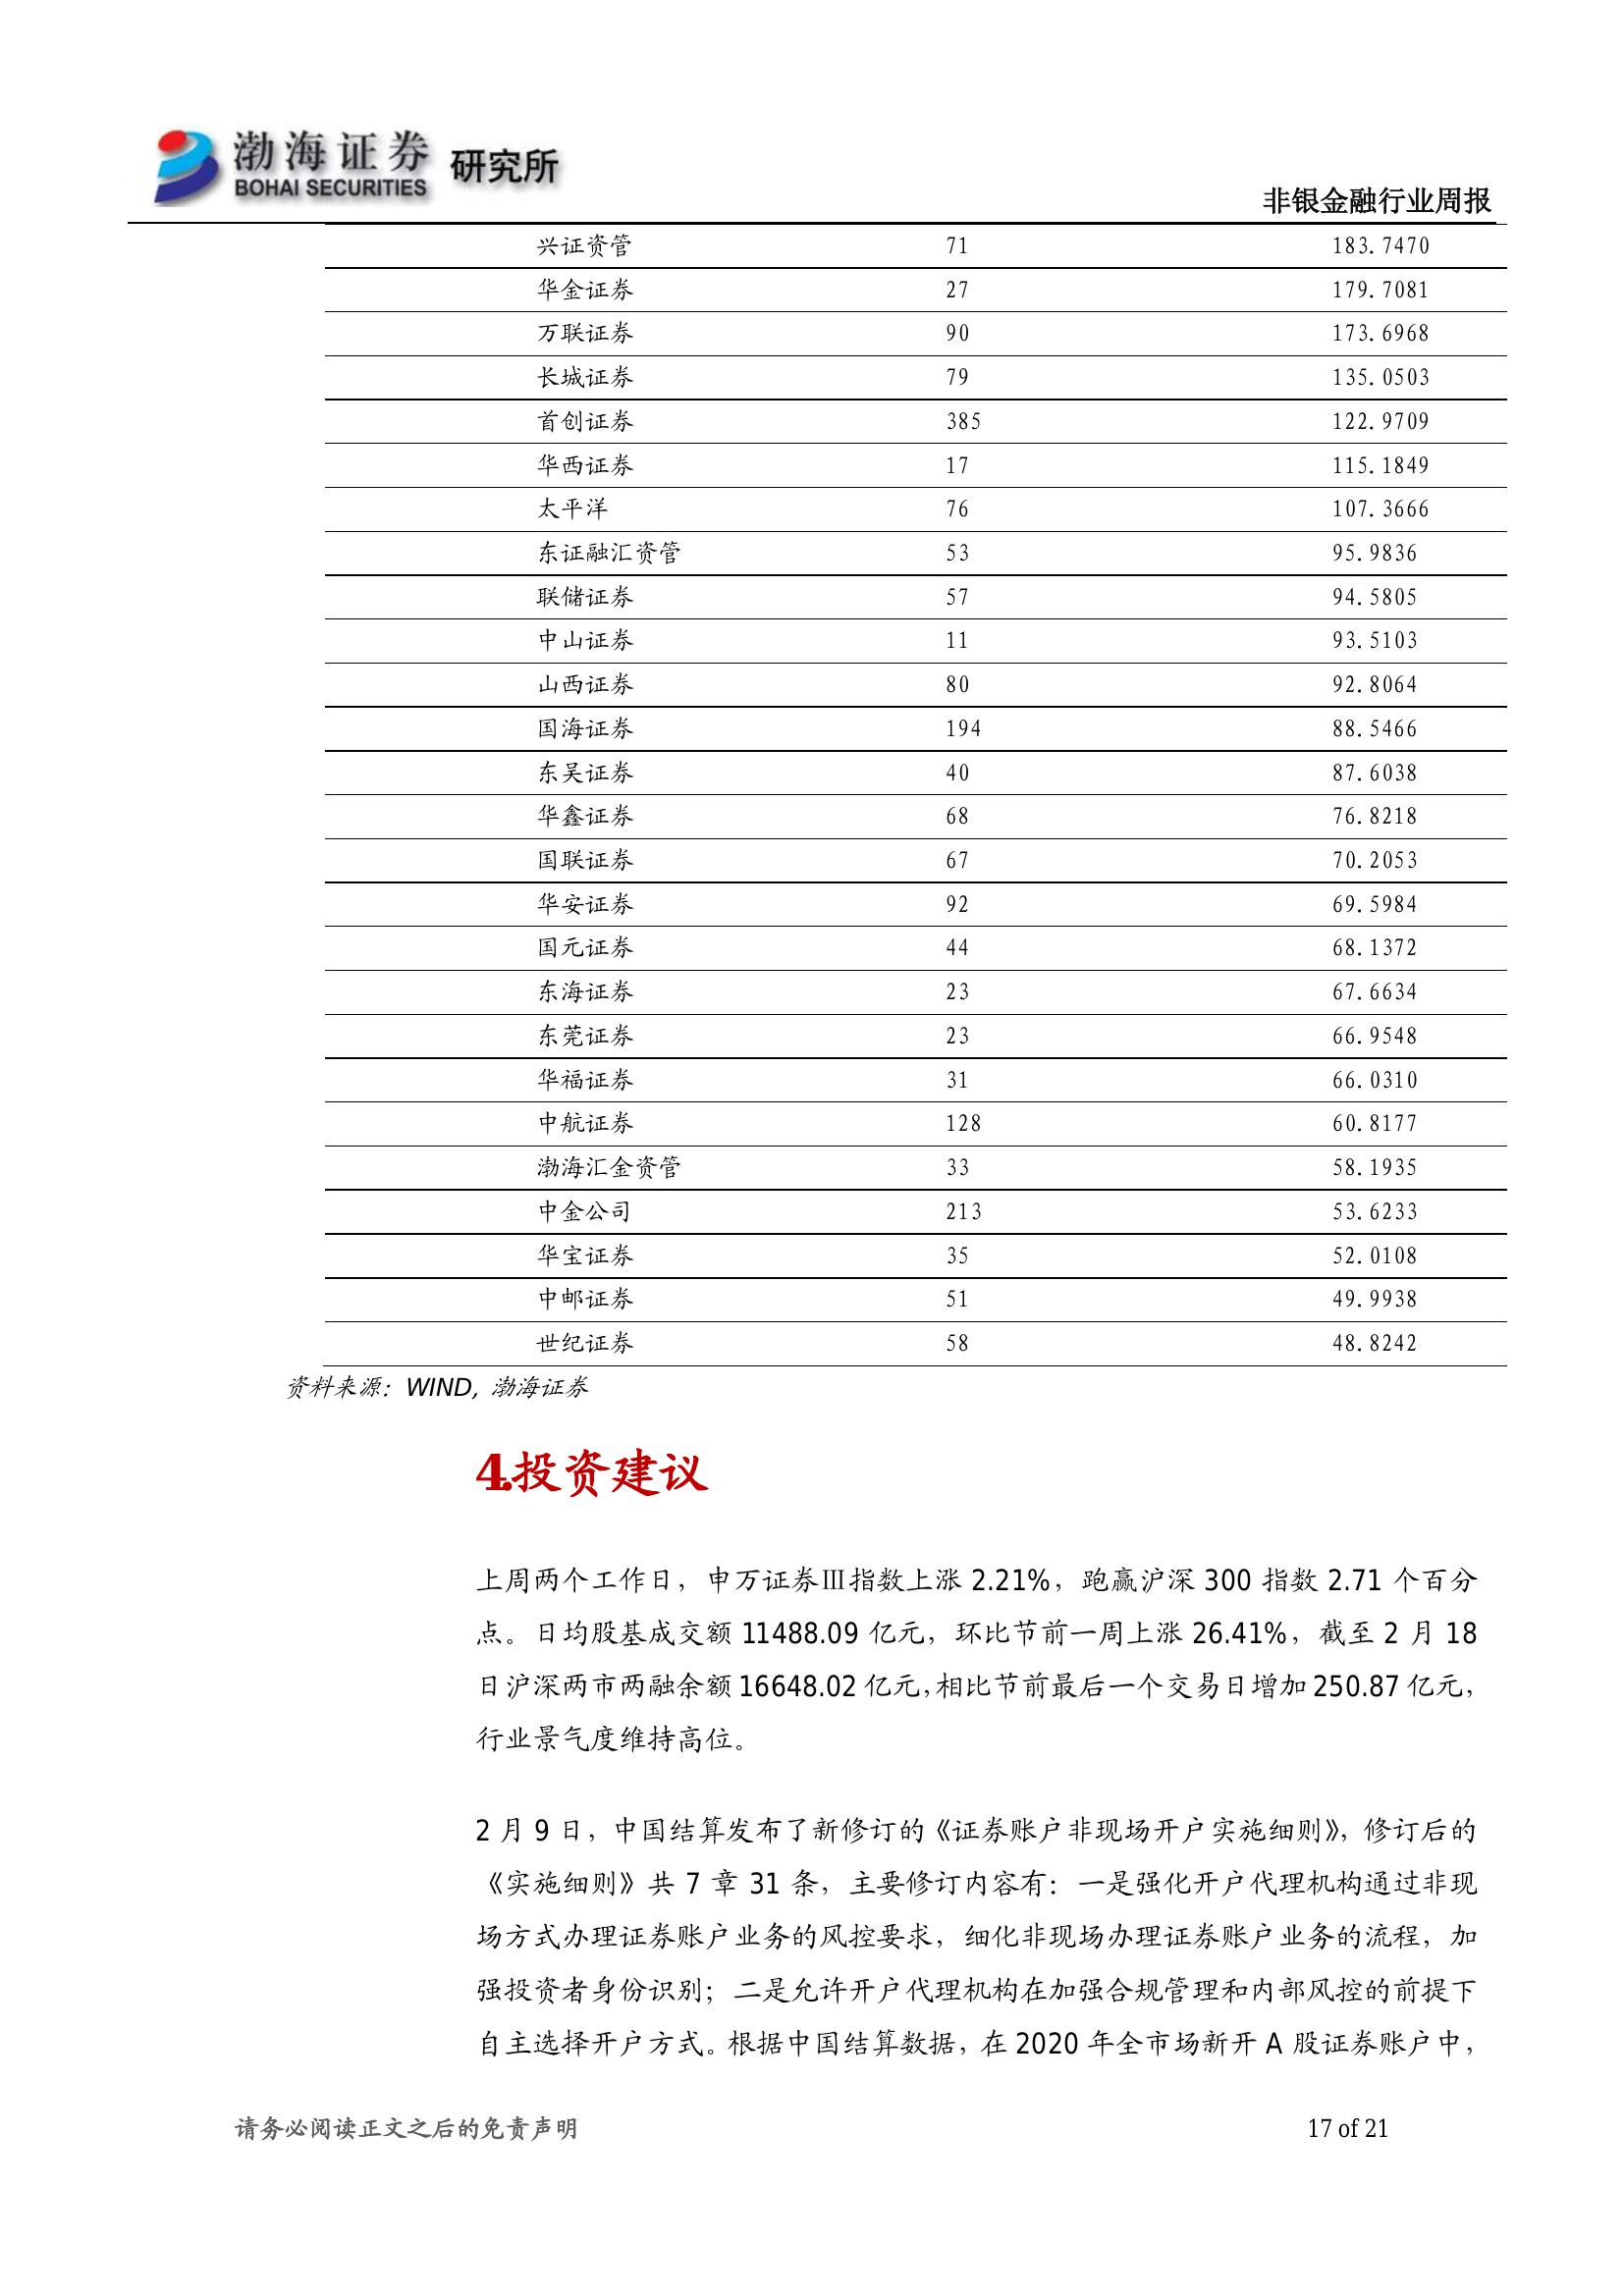 渤海证券 研究所
BOHAI SECURITIES
非银金融行业周报
兴证资管 71 183.7470
华金证券 27 179.7081
万联证券 90 173.6968
长城证券 79 135.0503
首创证券 385 122.9709
华西证券 17 115.1849
太平洋 76 107.3666
东证融汇资管 53 95.9836
联储证券 57 94.5805
中山证券 11 93.5103
山西证券 80 92.8064
国海证券 194 88.5466
东吴证券 40 87.6038
华鑫证券 68 76.8218
国联证券 67 70.2053
华安证券 92 69.5984
国元证券 44 68.1372
东海证券 23 67.6634
东莞证券 23 66.9548
华福证券 31 66.0310
中航证券 128 60.8177
渤海汇金资管 33 58.1935
中金公司 213 53.6233
华宝证券 35 52.0108
中邮证券 51 49.9938
世纪证券 58 48.8242
资料来源：WIND, 渤海证券
4.投资建议
上周两个工作日，申万证券Ⅲ指数上涨 2.21%，跑赢沪深 300 指数 2.71 个百分
点。日均股基成交额 11488.09 亿元，环比节前一周上涨 26.41%，截至 2 月 18
日沪深两市两融余额 16648.02 亿元，相比节前最后一个交易日增加 250.87 亿元，
行业景气度维持高位。
2 月 9 日，中国结算发布了新修订的《证券账户非现场开户实施细则》，修订后的
《实施细则》共 7 章 31 条，主要修订内容有：一是强化开户代理机构通过非现
场方式办理证券账户业务的风控要求，细化非现场办理证券账户业务的流程，加
强投资者身份识别；二是允许开户代理机构在加强合规管理和内部风控的前提下
自主选择开户方式。根据中国结算数据，在 2020 年全市场新开 A 股证券账户中，
请务必阅读正文之后的免责声明 17 of 21